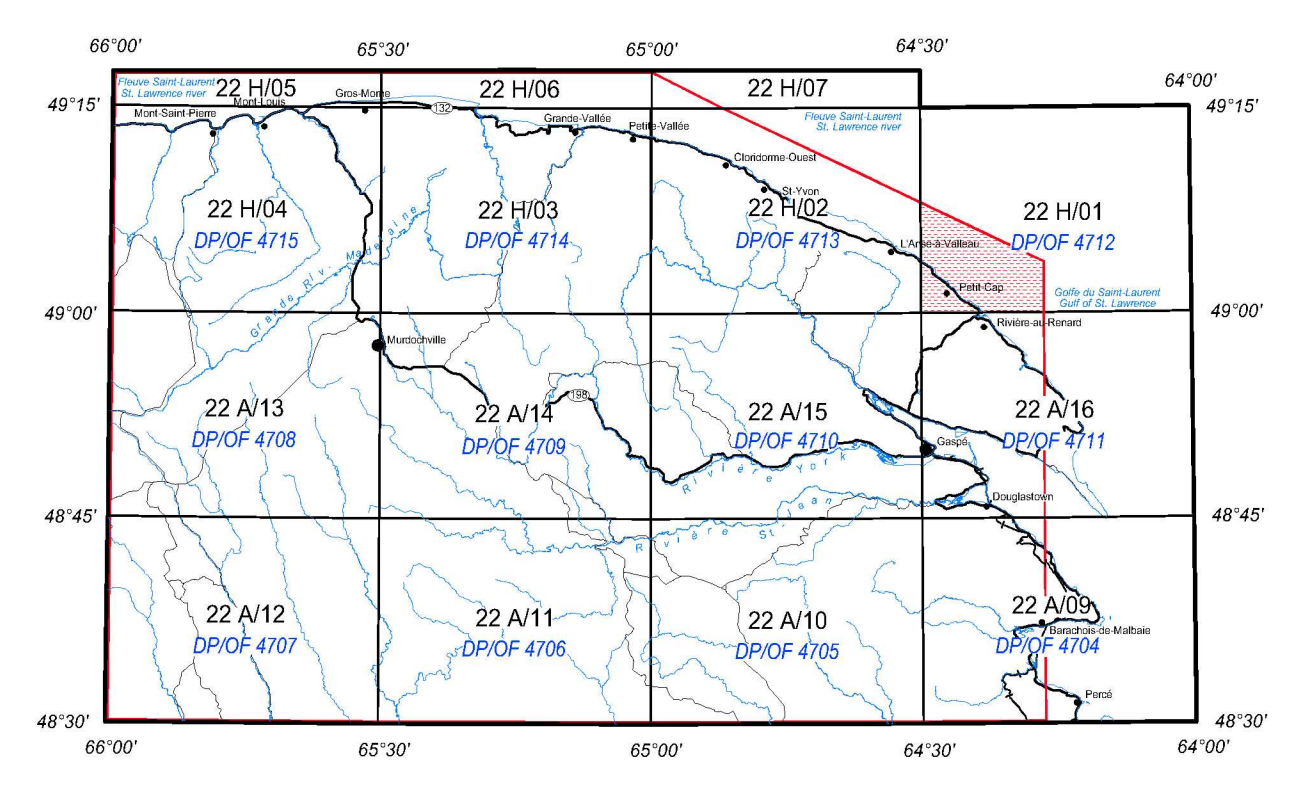 66°00'
65°30'
65°00'
64°30'
64°00'
Fleuve Saint-Laurent
St. Lawrence river
22 H/05
22 H/06
22 H/07
49°15'
49°15'
Mont-Saint-Pierre
Mont-Louis
Gros-Morne
132
Grande-Vallée
Petite-Vallée
Fleuve Saint-Laurent
St. Lawrence river
Cloridorme-Ouest
St-Yvon
22 H/04
DP/OF 4715
22 H/03
DP/OF 4714
22 H/02
DP/OF 4713
22 H/01
DP/OF 4712
L'Anse-à-Valleau
Grande Riv. Madelaine
Petit-Cap
Golfe du Saint-Laurent
Gulf of St. Lawrence
49°00'
49°00'
Rivière-au-Renard
Murdochville
198
22 A/13
DP/OF 4708
22 A/14
DP/OF 4709
22 A/15
DP/OF 4710
22 A/16
DP/OF 4711
Gaspé
Rivière York
Douglastown
Rivière St-Jean
48°45'
48°45'
22 A/12
DP/OF 4707
22 A/11
DP/OF 4706
22 A/10
DP/OF 4705
22 A/09
Barachois-de-Malbaie
DP/OF 4704
Percé
48°30'
48°30'
66°00'
65°30'
65°00'
64°30'
64°00'